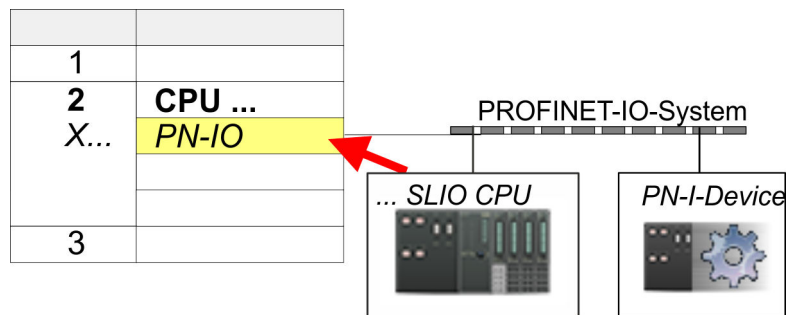 1
2 CPU ...
X... PN-IO
3
PROFINET-IO-System
... SLIO CPU
PN-I-Device